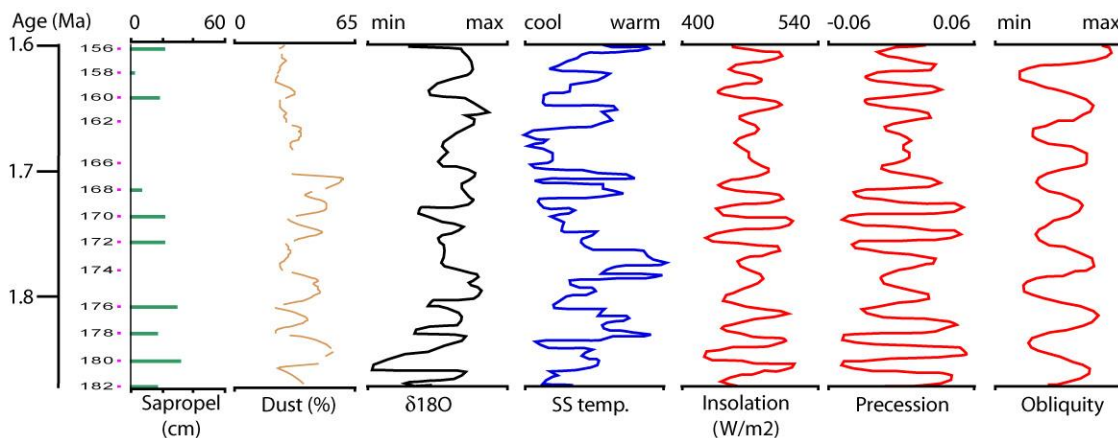 Age (Ma) 0 60 0 65 min max cool warm 400 540 -0.06 0.06 min max
1.6
156
158
160
162
166
1.7
168
170
172
174
1.8
176
178
180
182
Sapropel (cm)
Dust (%)
δ18O
SS temp.
Insolation (W/m2)
Precession
Obliquity